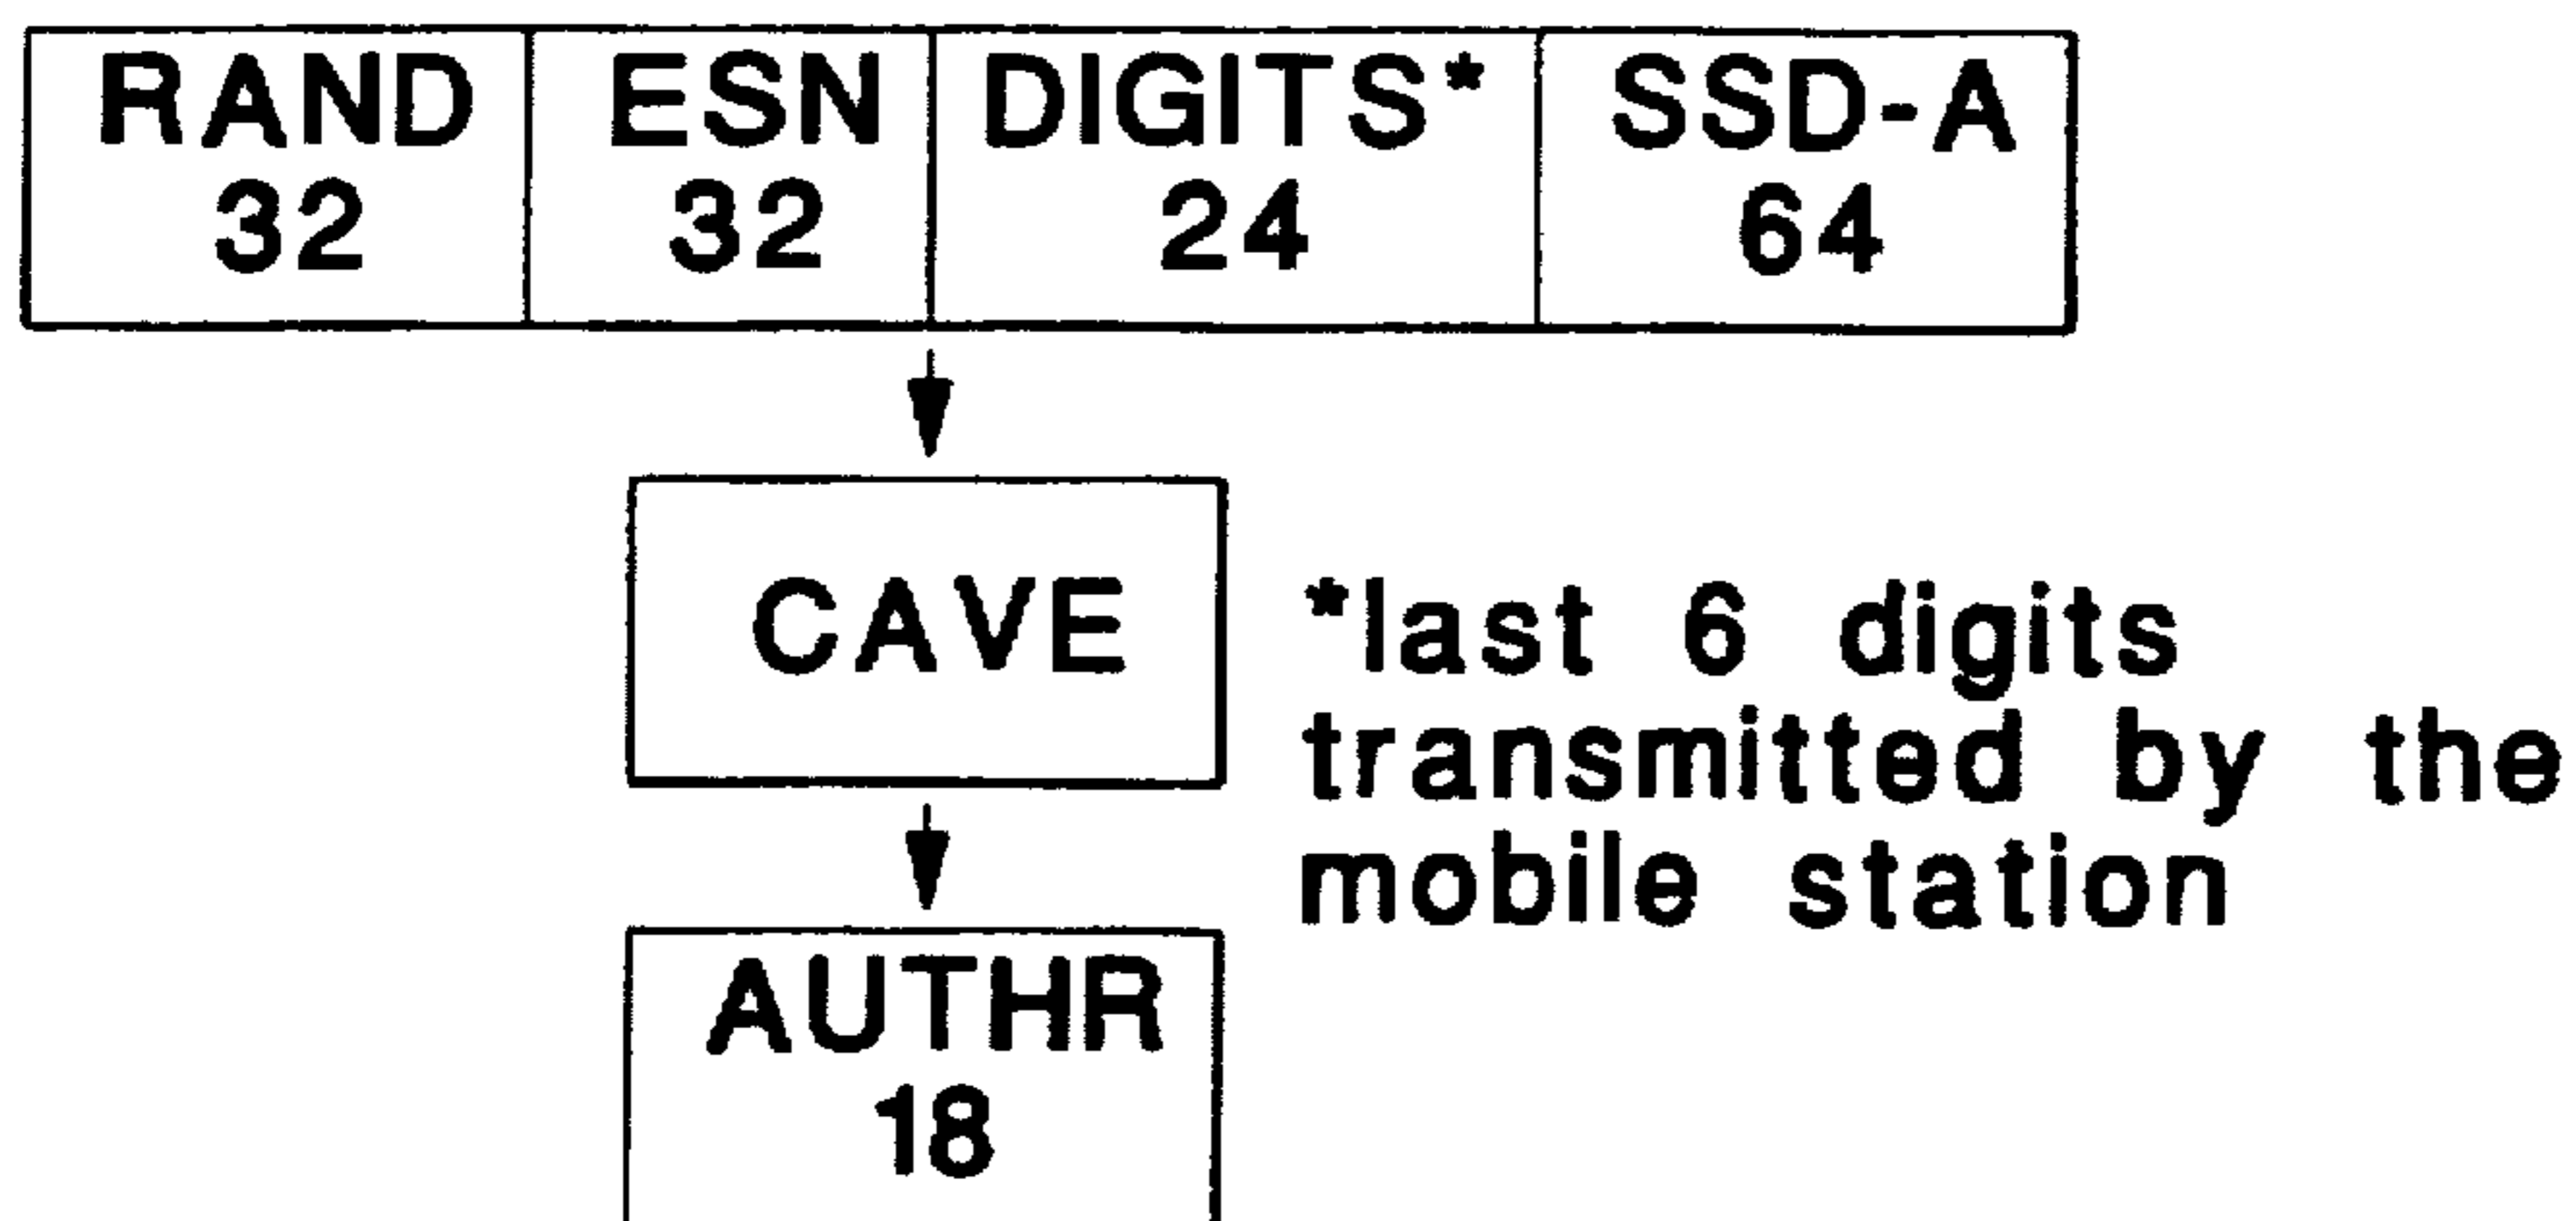 RAND ESN DIGITS* SSD-A
32 32 24 64
CAVE
*last 6 digits
transmitted by the
mobile station
AUTHR
18